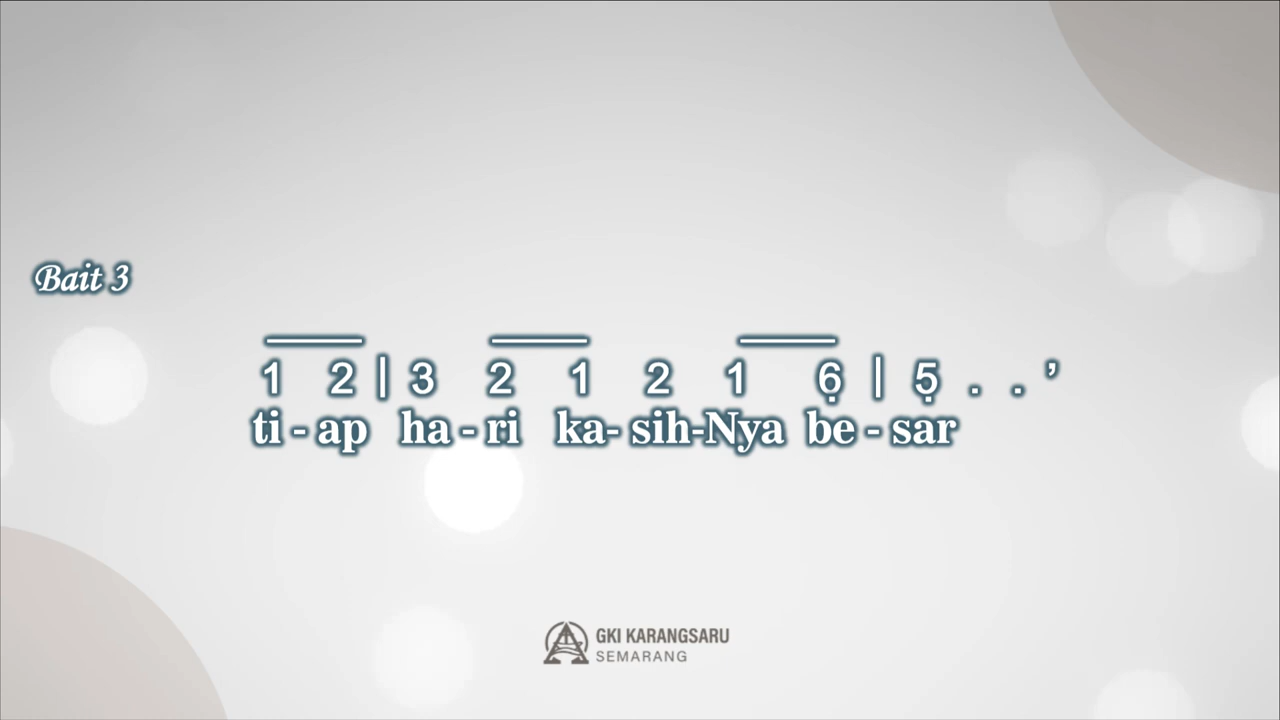 Bait 3
1 2 | 3 2 1 2 1 6̣ | 5̣ . . ’
ti - ap ha - ri ka- sih-Nya be - sar
GKI KARANGSARU
SEMARANG